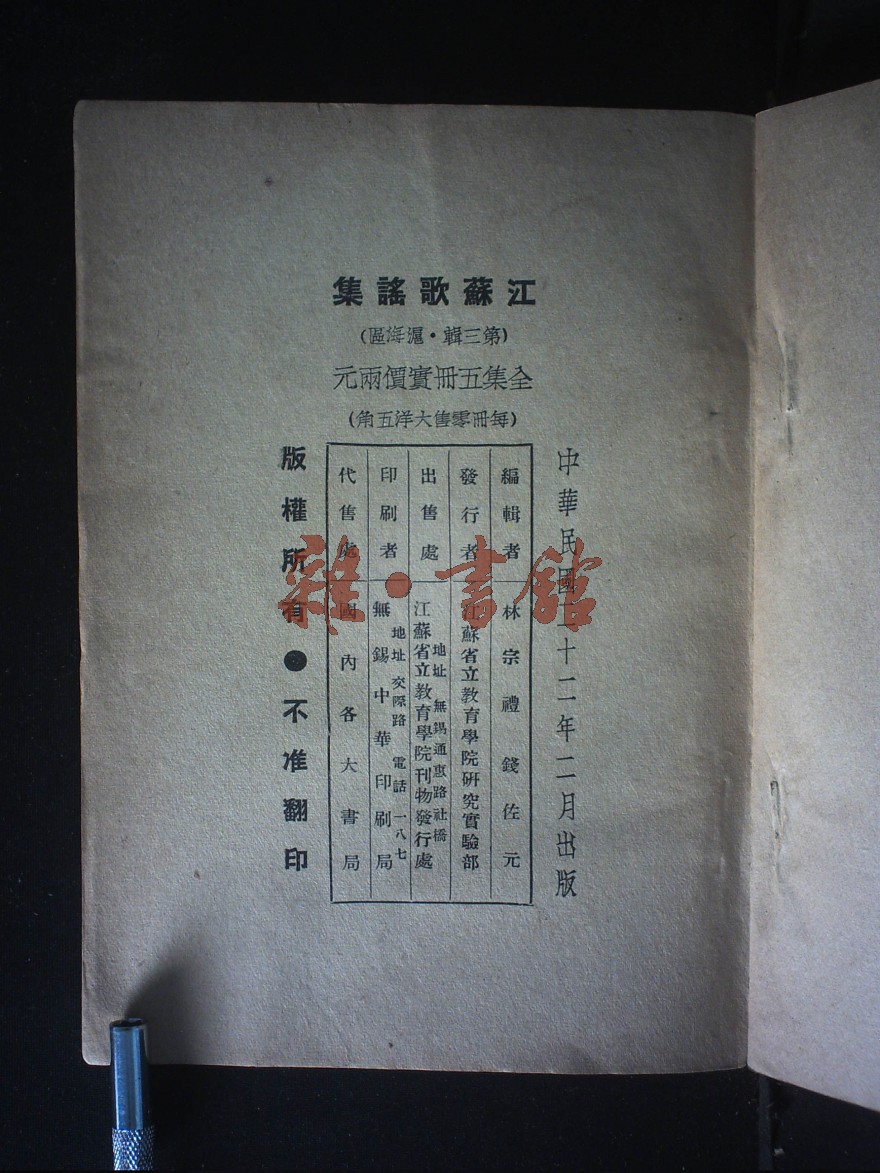 江蘇歌謠集
(第三輯·滬海區)
全集五冊實價兩元
(每冊零售大洋五角)
中華民國二十二年二月出版
編輯者 林宗禮 錢佐元
發行者 江蘇省立教育學院研究實驗部
出售處 江蘇省立教育學院刊物發行處
地址 無錫通惠路社橋
印刷者 無錫中華印刷局
地址 交際路 電話 一八七
代售處 國內各大書局
版權所有●不准翻印
雜·書館